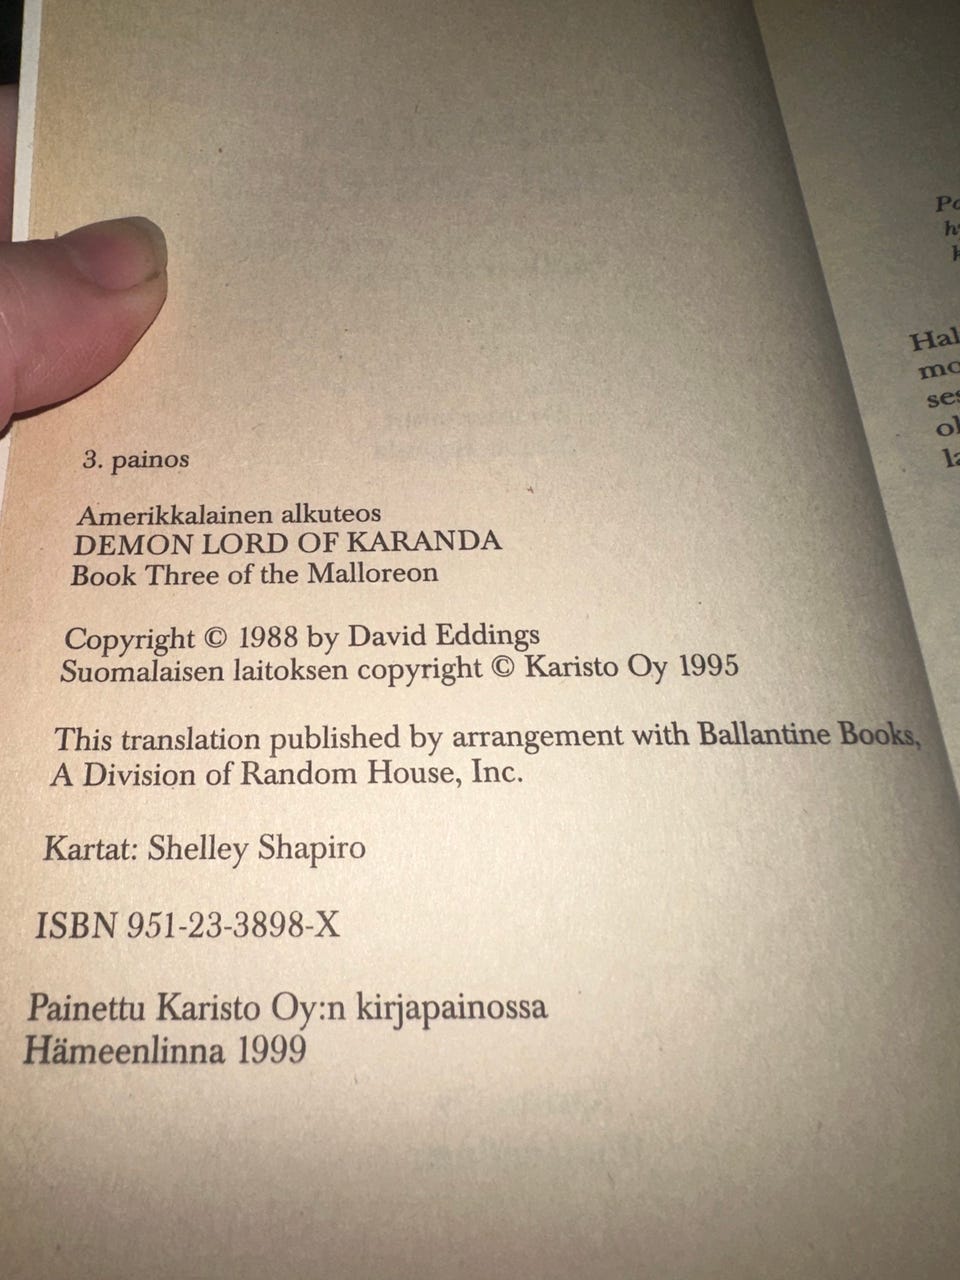 3. painos
Amerikkalainen alkuteos
DEMON LORD OF KARANDA
Book Three of the Malloreon
Copyright © 1988 by David Eddings
Suomalaisen laitoksen copyright © Karisto Oy 1995
This translation published by arrangement with Ballantine Books,
A Division of Random House, Inc.
Kartat: Shelley Shapiro
ISBN 951-23-3898-X
Painettu Karisto Oy:n kirjapainossa
Hämeenlinna 1999